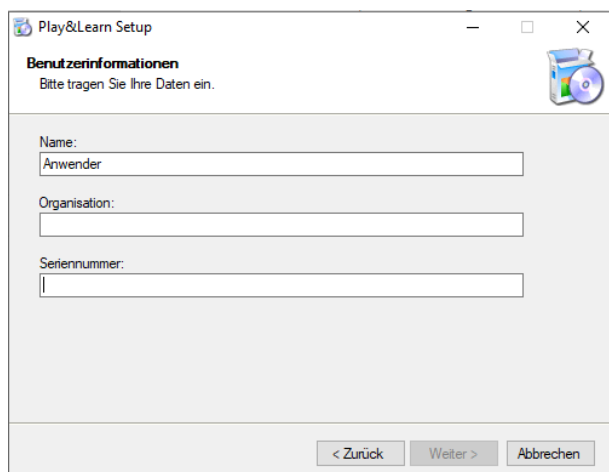 Play&Learn Setup
Benutzerinformationen
Bitte tragen Sie Ihre Daten ein.
Name:
Anwender
Organisation:
Seriennummer:
< Zurück Weiter > Abbrechen